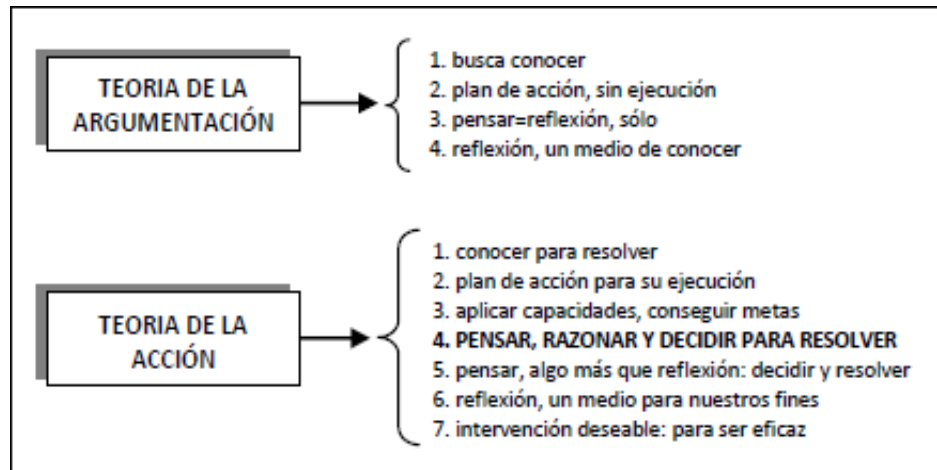 TEORIA DE LA
ARGUMENTACIÓN
1. busca conocer
2. plan de acción, sin ejecución
3. pensar=reflexión, sólo
4. reflexión, un medio de conocer
TEORIA DE LA
ACCIÓN
1. conocer para resolver
2. plan de acción para su ejecución
3. aplicar capacidades, conseguir metas
4. PENSAR, RAZONAR Y DECIDIR PARA RESOLVER
5. pensar, algo más que reflexión: decidir y resolver
6. reflexión, un medio para nuestros fines
7. intervención deseable: para ser eficaz